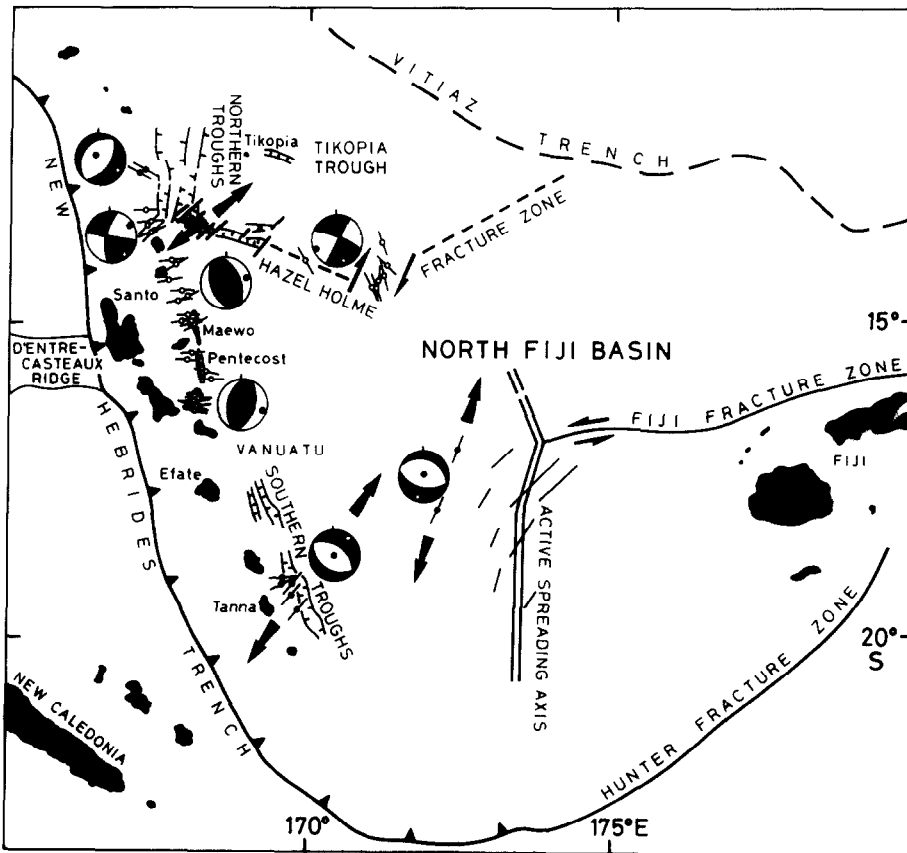 VITIAZ
TRENCH
NORTHERN
TROUGHS
Tikopia
TIKOPIA
TROUGH
FRACTURE ZONE
HAZEL HOLME
NEW
HEBRIDES
TRENCH
Santo
Maewo
Pentecost
15°
D'ENTRE-
CASTEAUX
RIDGE
NORTH FIJI BASIN
FIJI FRACTURE ZONE
FIJI
VANUATU
Efate
SOUTHERN
TROUGHS
ACTIVE SPREADING AXIS
Tanna
20°
S
NEW CALEDONIA
HUNTER FRACTURE ZONE
170°
175°E